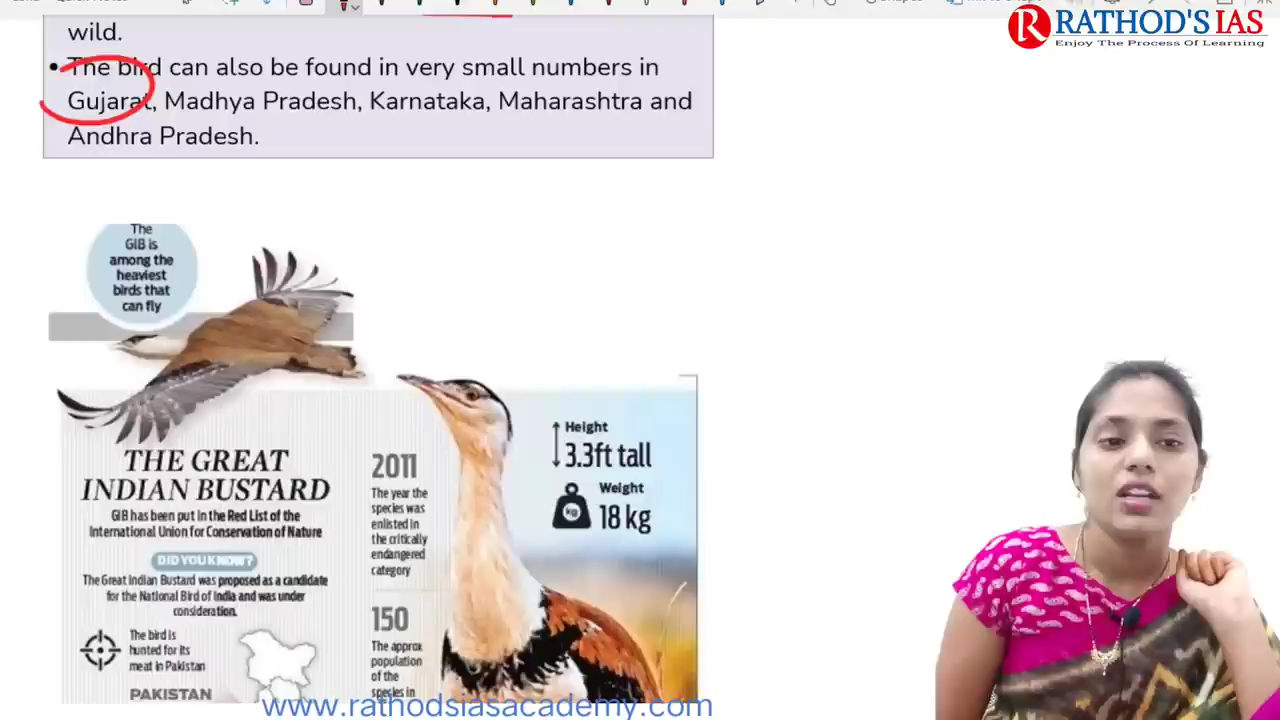 RATHOD'S IAS
Enjoy The Process Of Learning
wild.
• The bird can also be found in very small numbers in
Gujarat, Madhya Pradesh, Karnataka, Maharashtra and
Andhra Pradesh.
The
GIB is
among the
heaviest
birds that
can fly
THE GREAT
INDIAN BUSTARD
GIB has been put in the Red List of the
International Union for Conservation of Nature
DID YOU KNOW?
The Great Indian Bustard was proposed as a candidate
for the National Bird of India and was under
consideration.
The bird is
hunted for its
meat in Pakistan
PAKISTAN
2011
The year the
species was
enlisted in
the critically
endangered
category
150
The approx
population
of the
species in
Height
3.3ft tall
kg
Weight
18 kg
www.rathodsiasacademy.com